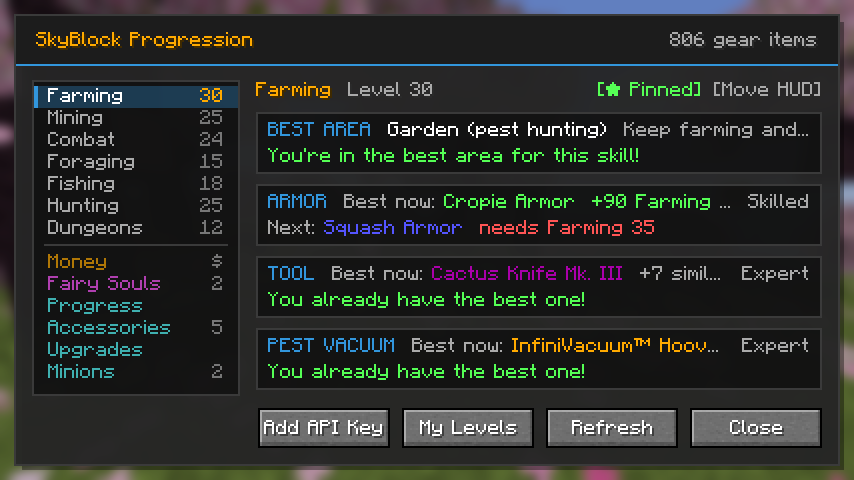 SkyBlock Progression
806 gear items
Farming 30
Mining 25
Combat 24
Foraging 15
Fishing 18
Hunting 25
Dungeons 12
Money $
Fairy Souls 2
Progress
Accessories 5
Upgrades
Minions 2
Farming Level 30
[★ Pinned] [Move HUD]
BEST AREA Garden (pest hunting) Keep farming and...
You're in the best area for this skill!
ARMOR Best now: Cropie Armor +90 Farming ... Skilled
Next: Squash Armor needs Farming 35
TOOL Best now: Cactus Knife Mk. III +7 simil... Expert
You already have the best one!
PEST VACUUM Best now: InfiniVacuum™ Hoov... Expert
You already have the best one!
Add API Key
My Levels
Refresh
Close